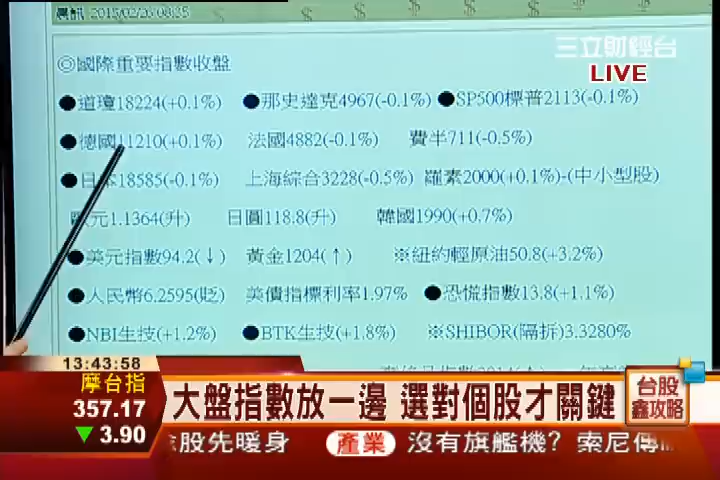 晨訊 2015/02/26 08:35
三立財經台
LIVE
◎國際重要指數收盤
●道瓊18224(+0.1%) ●那史達克4967(-0.1%) ●SP500標普2113(-0.1%)
●德國11210(+0.1%) 法國4882(-0.1%) 費半711(-0.5%)
●日本18585(-0.1%) 上海綜合3228(-0.5%) 羅素2000(+0.1%)-(中小型股)
歐元1.1364(升) 日圓118.8(升) 韓國1990(+0.7%)
●美元指數94.2(↓) 黃金1204(↑) ※紐約輕原油50.8(+3.2%)
●人民幣6.2595(貶) 美債指標利率1.97% ●恐慌指數13.8(+1.1%)
●NBI生技(+1.2%) ●BTK生技(+1.8%) ※SHIBOR(隔拆)3.3280%
13:43:58
摩台指
357.17
▼3.90
大盤指數放一邊 選對個股才關鍵
台股
鑫攻略
股先暖身 產業 沒有旗艦機? 索尼傳